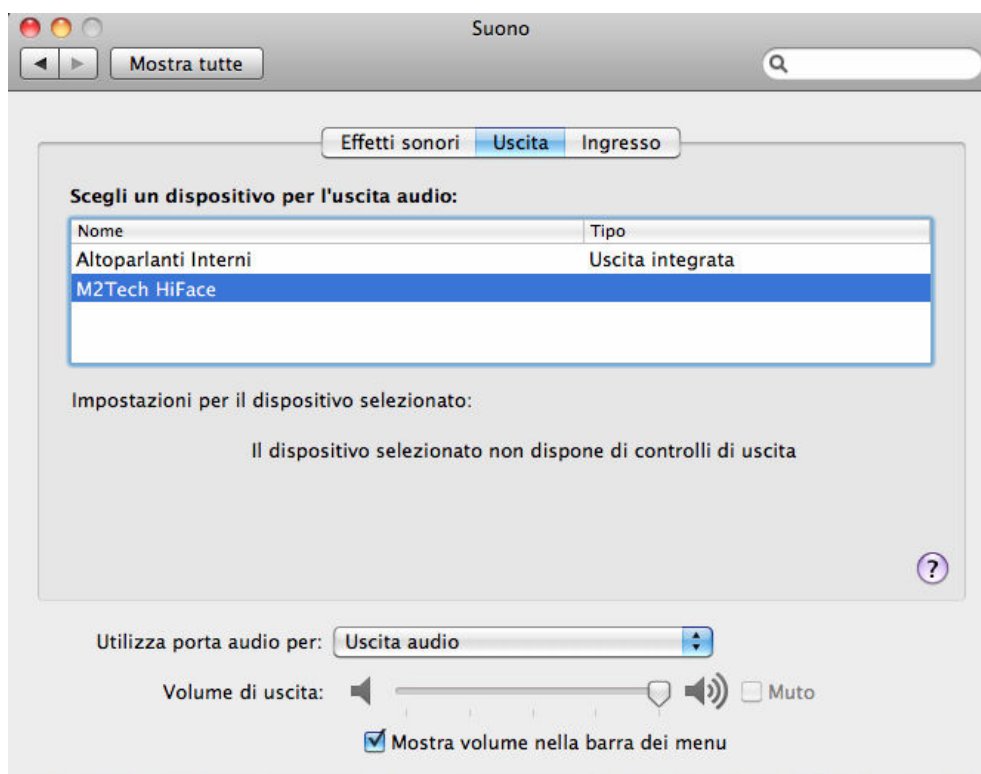 Suono
Mostra tutte
Effetti sonori Uscita Ingresso
Scegli un dispositivo per l'uscita audio:
Nome Tipo
Altoparlanti Interni Uscita integrata
M2Tech HiFace
Impostazioni per il dispositivo selezionato:
Il dispositivo selezionato non dispone di controlli di uscita
?
Utilizza porta audio per: Uscita audio
Volume di uscita: Muto
Mostra volume nella barra dei menu